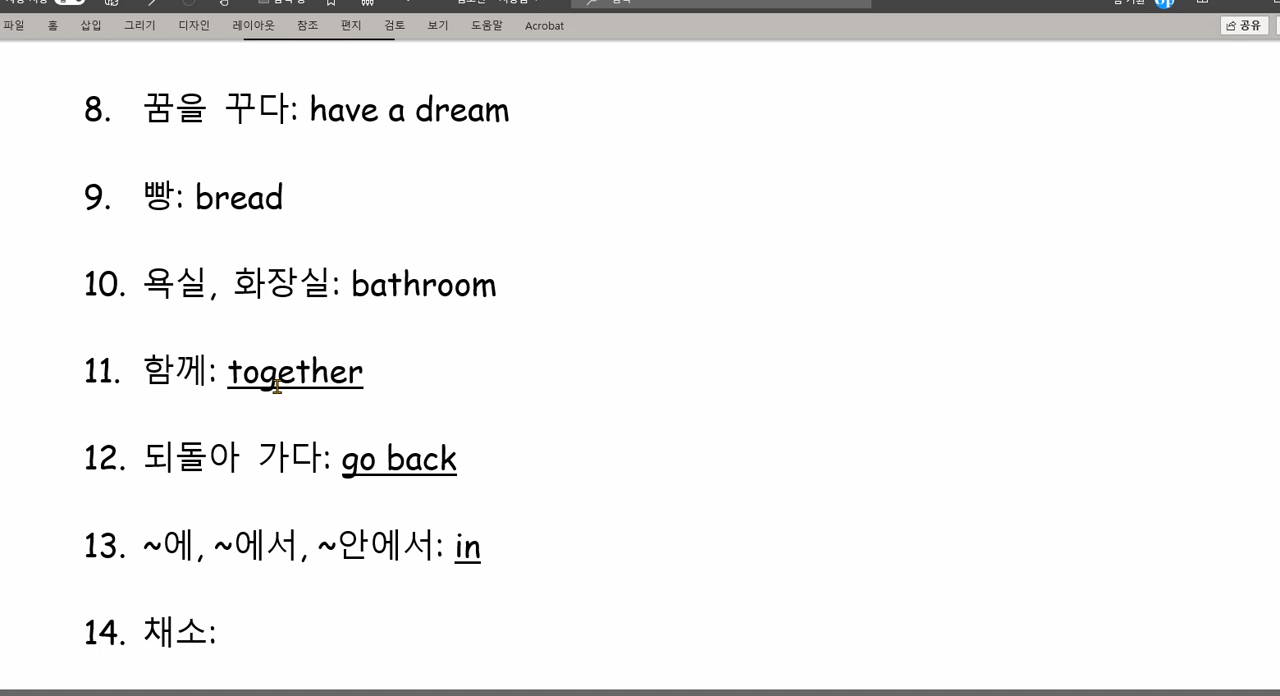 파일 홈 삽입 그리기 디자인 레이아웃 참조 편지 검토 보기 도움말 Acrobat 공유
8. 꿈을 꾸다: have a dream
9. 빵: bread
10. 욕실, 화장실: bathroom
11. 함께: together
12. 되돌아 가다: go back
13. ~에, ~에서, ~안에서: in
14. 채소: